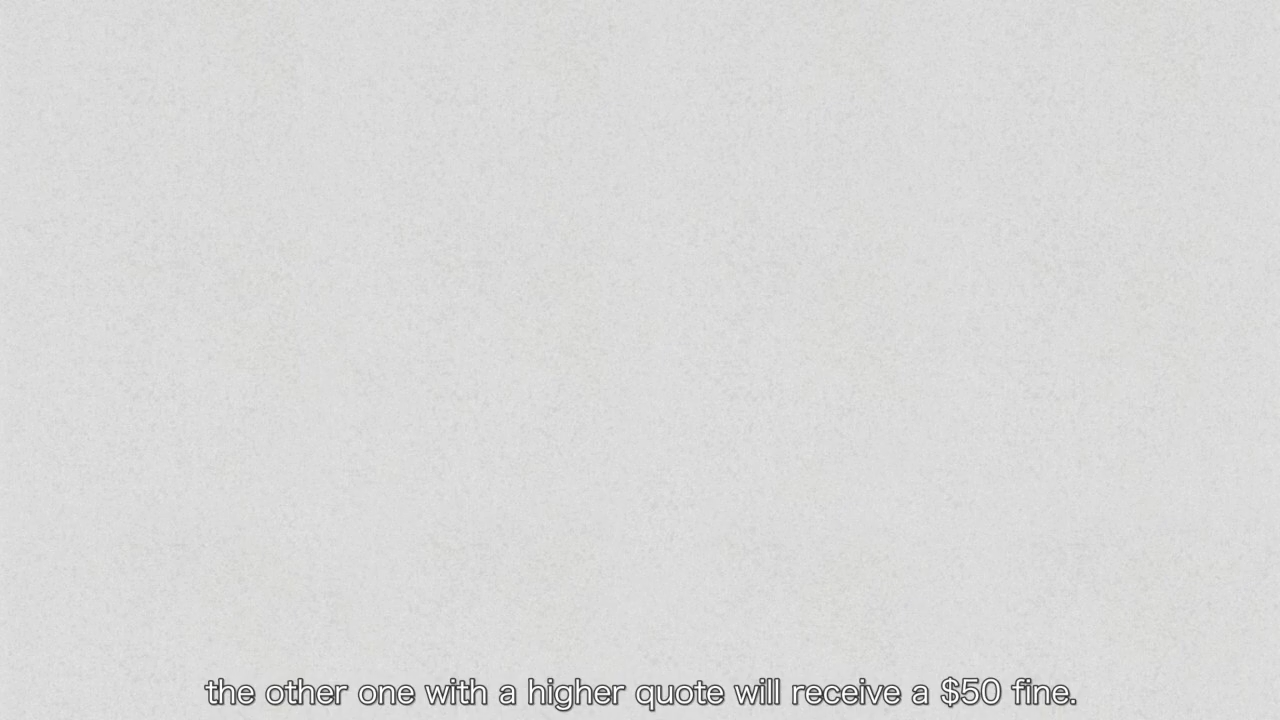 the other one with a higher quote will receive a $50 fine.